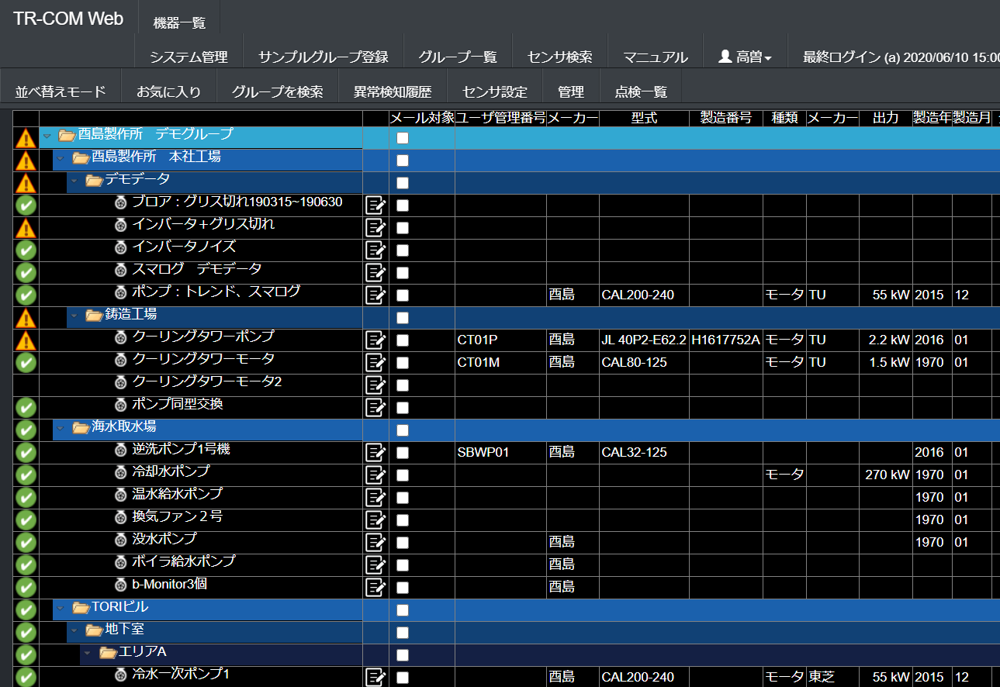 TR-COM Web 機器一覧
システム管理 サンプルグループ登録 グループ一覧 センサ検索 マニュアル 高曽 最終ログイン (a) 2020/06/10 15:00
並べ替えモード お気に入り グループを検索 異常検知履歴 センサ設定 管理 点検一覧
メール対象 ユーザ管理番号 メーカー 型式 製造番号 種類 メーカー 出力 製造年 製造月
酉島製作所 デモグループ
酉島製作所 本社工場
デモデータ
ブロア：グリス切れ190315~190630
インバータ＋グリス切れ
インバータノイズ
スマログ デモデータ
ポンプ：トレンド、スマログ 酉島 CAL200-240 モータ TU 55 kW 2015 12
鋳造工場
クーリングタワーポンプ CT01P 酉島 JL 40P2-E62.2 H1617752A モータ TU 2.2 kW 2016 01
クーリングタワーモータ CT01M 酉島 CAL80-125 モータ TU 1.5 kW 1970 01
クーリングタワーモータ2
ポンプ同型交換
海水取水場
逆洗ポンプ1号機 SBWP01 酉島 CAL32-125 2016 01
冷却水ポンプ モータ 270 kW 1970 01
温水給水ポンプ 1970 01
換気ファン２号 1970 01
没水ポンプ 酉島 1970 01
ボイラ給水ポンプ 酉島
b-Monitor3個 酉島
TORIビル
地下室
エリアA
冷水一次ポンプ1 酉島 CAL200-240 モータ 東芝 55 kW 2015 12